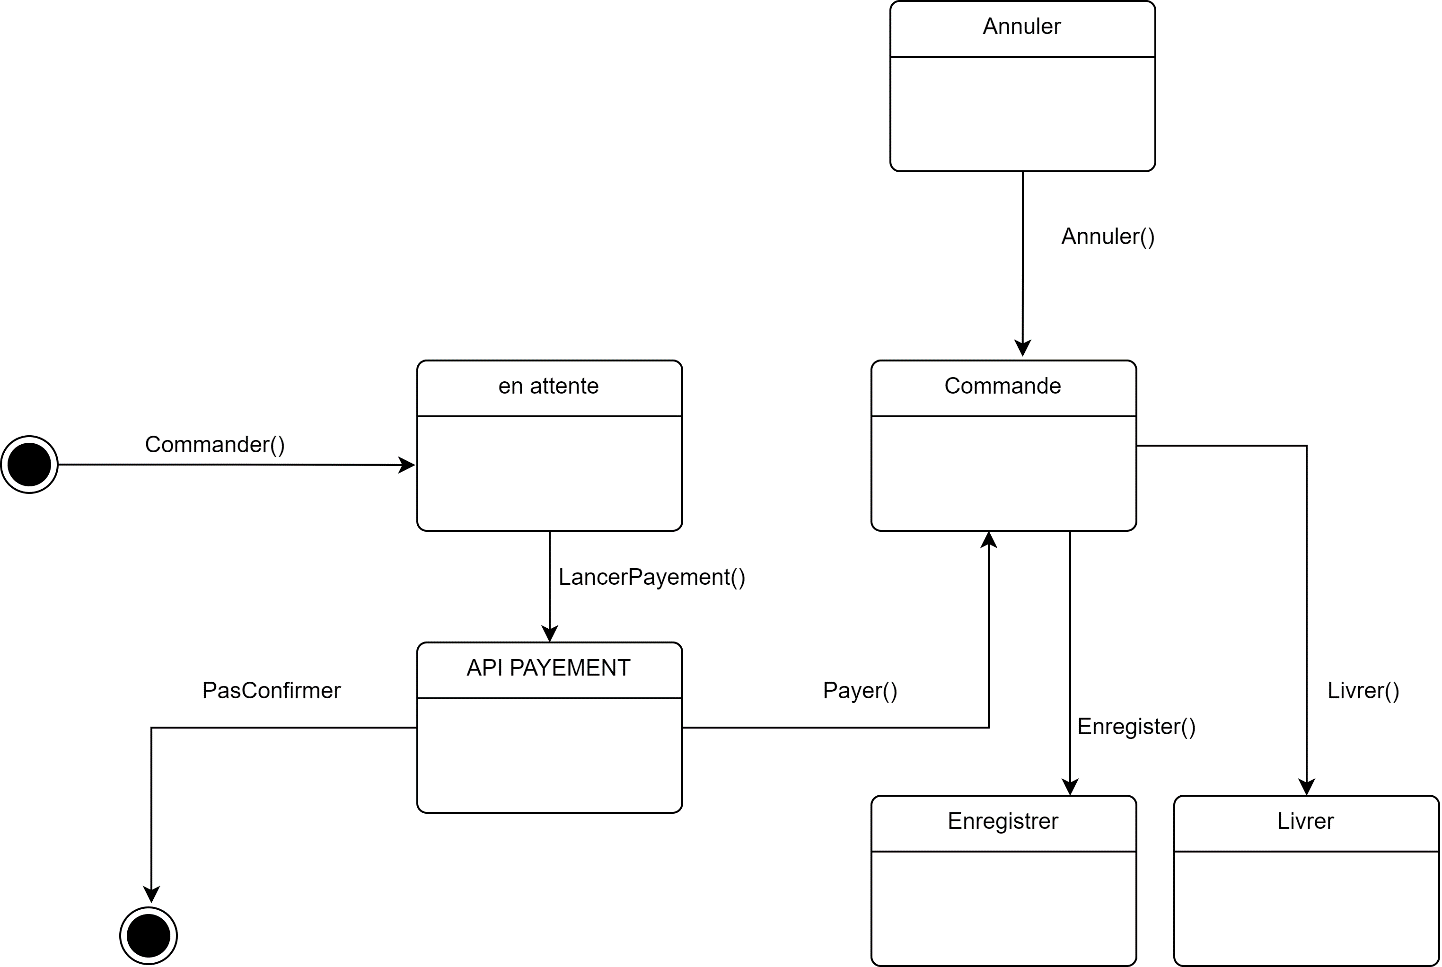 Annuler
Annuler()
en attente
Commande
Commander()
LancerPayement()
API PAYEMENT
PasConfirmer
Payer()
Livrer()
Enregister()
Enregistrer
Livrer